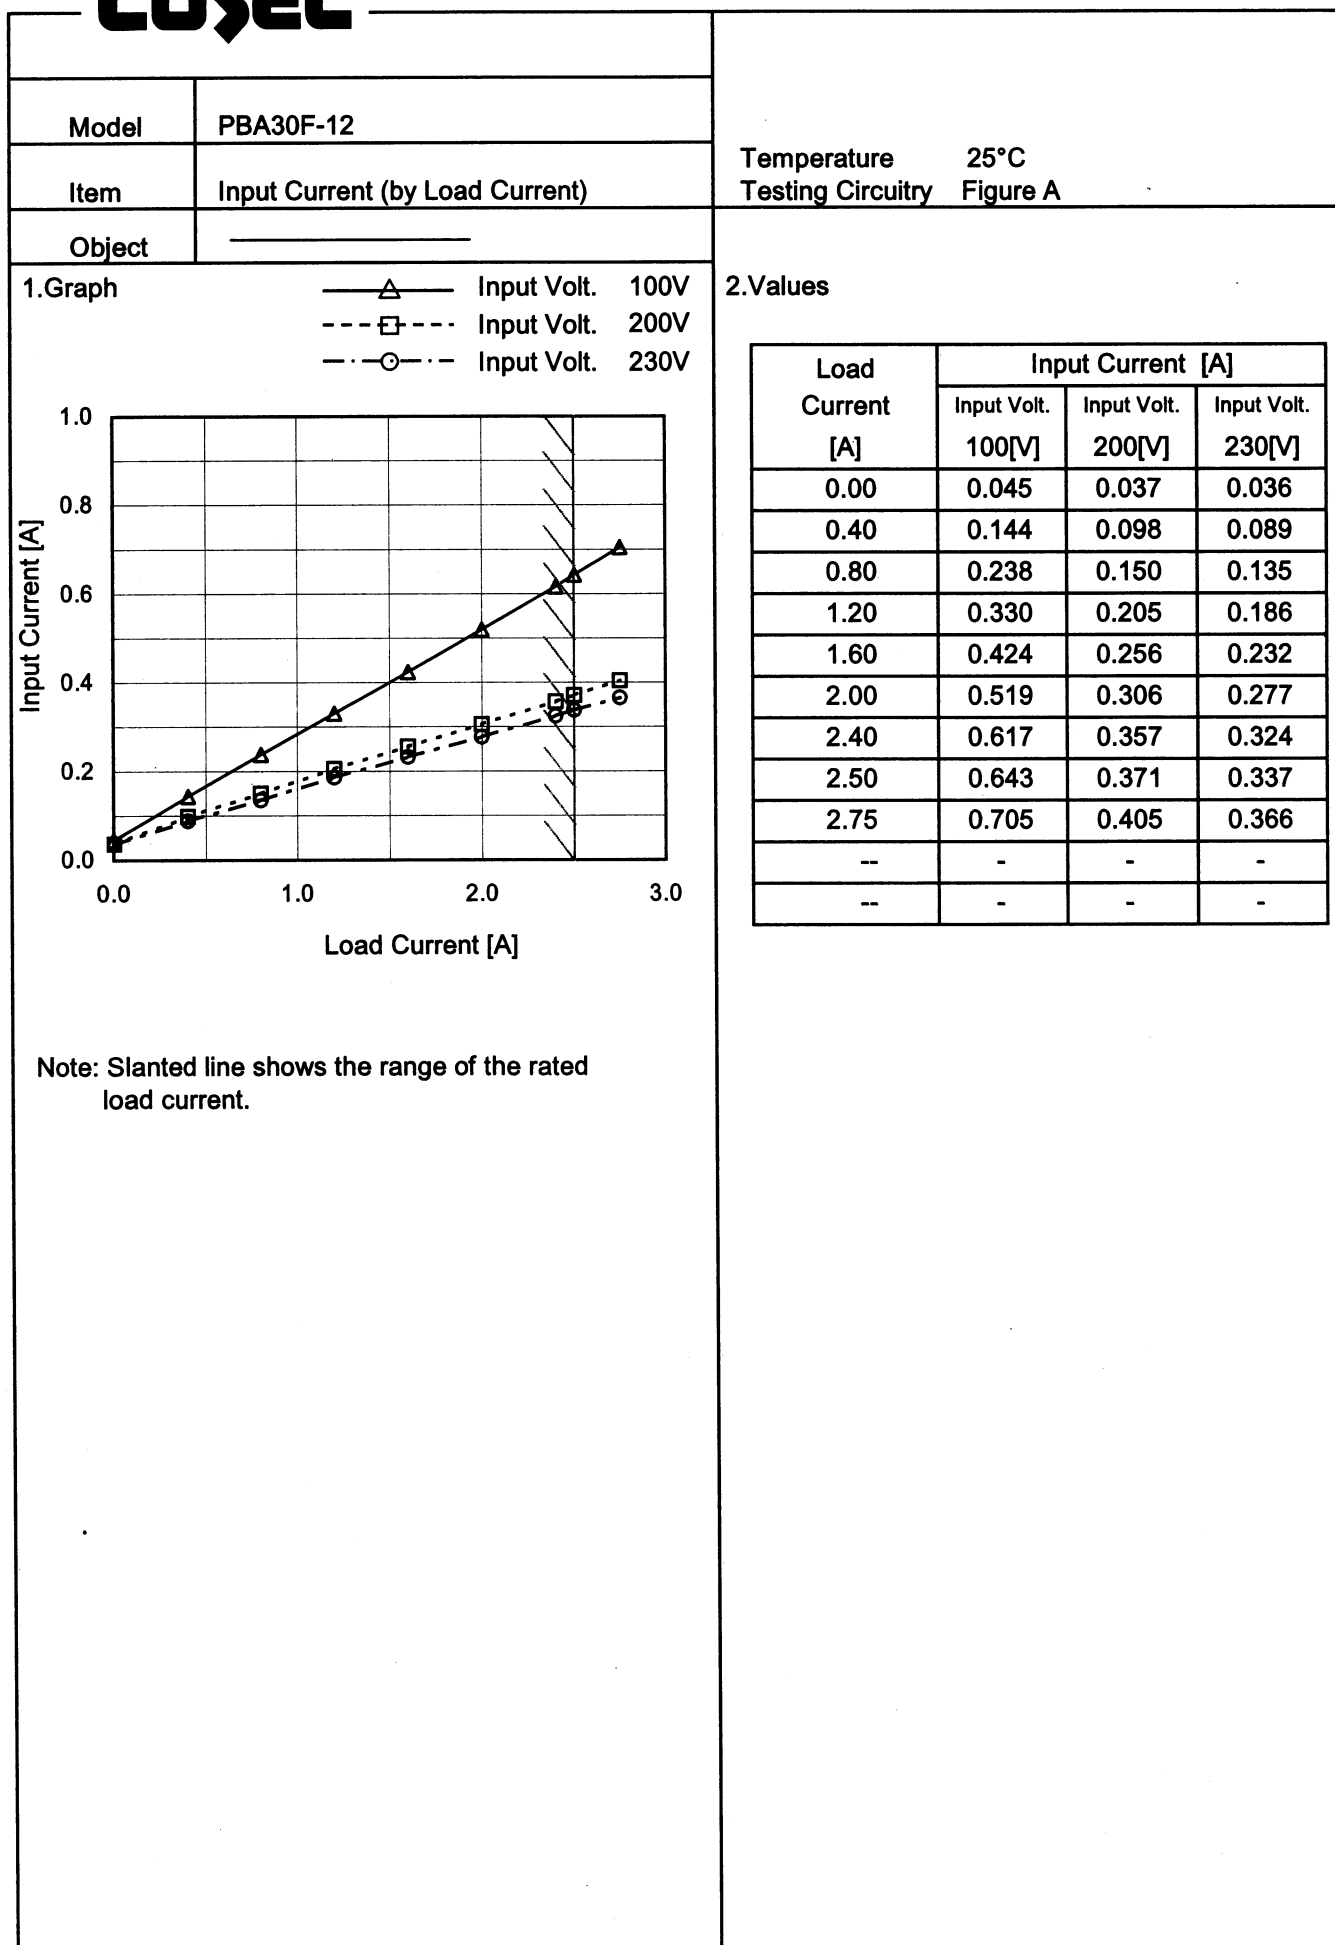 COSEL
Model PBA30F-12
Item Input Current (by Load Current)
Object
Temperature 25°C
Testing Circuitry Figure A
1.Graph
Input Volt. 100V
Input Volt. 200V
Input Volt. 230V
1.0
0.8
0.6
0.4
0.2
0.0
Input Current [A]
0.0 1.0 2.0 3.0
Load Current [A]
Note: Slanted line shows the range of the rated
load current.
2.Values
Load Input Current [A]
Current Input Volt. Input Volt. Input Volt.
[A] 100[V] 200[V] 230[V]
0.00 0.045 0.037 0.036
0.40 0.144 0.098 0.089
0.80 0.238 0.150 0.135
1.20 0.330 0.205 0.186
1.60 0.424 0.256 0.232
2.00 0.519 0.306 0.277
2.40 0.617 0.357 0.324
2.50 0.643 0.371 0.337
2.75 0.705 0.405 0.366
-- - - -
-- - - -